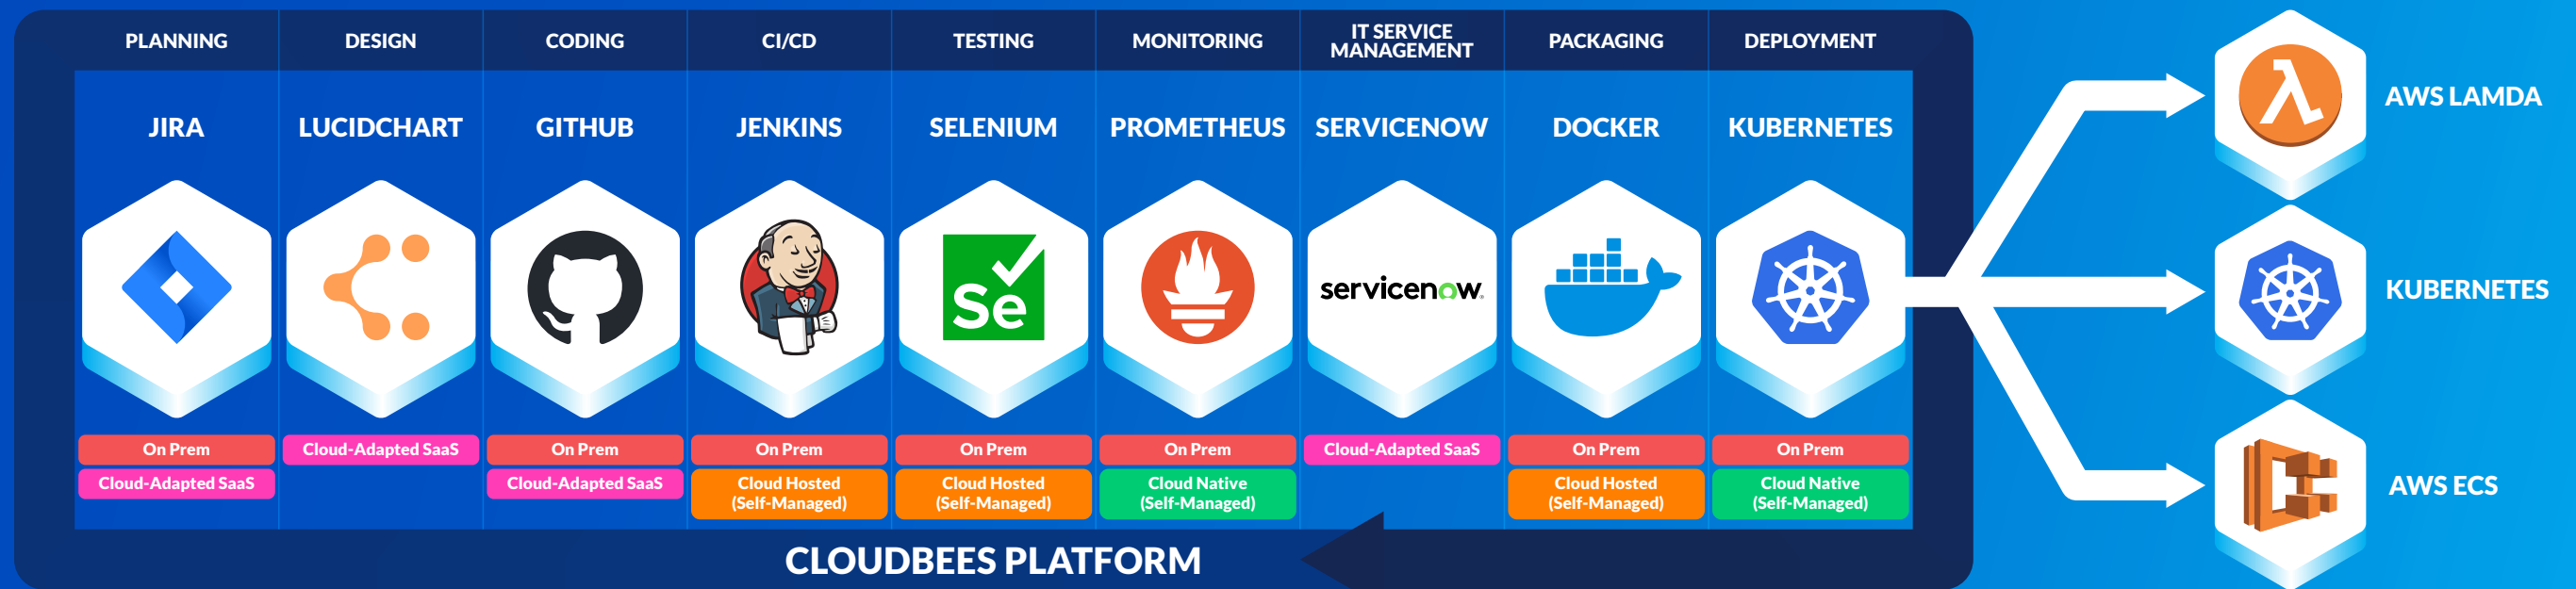 PLANNING
DESIGN
CODING
CI/CD
TESTING
MONITORING
IT SERVICE
MANAGEMENT
PACKAGING
DEPLOYMENT
JIRA
LUCIDCHART
GITHUB
JENKINS
SELENIUM
PROMETHEUS
SERVICENOW
DOCKER
KUBERNETES
Se
servicenow
On Prem
Cloud-Adapted SaaS
Cloud-Adapted SaaS
On Prem
Cloud-Adapted SaaS
On Prem
Cloud Hosted
(Self-Managed)
On Prem
Cloud Hosted
(Self-Managed)
On Prem
Cloud Native
(Self-Managed)
Cloud-Adapted SaaS
On Prem
Cloud Hosted
(Self-Managed)
On Prem
Cloud Native
(Self-Managed)
CLOUDBEES PLATFORM
AWS LAMDA
KUBERNETES
AWS ECS